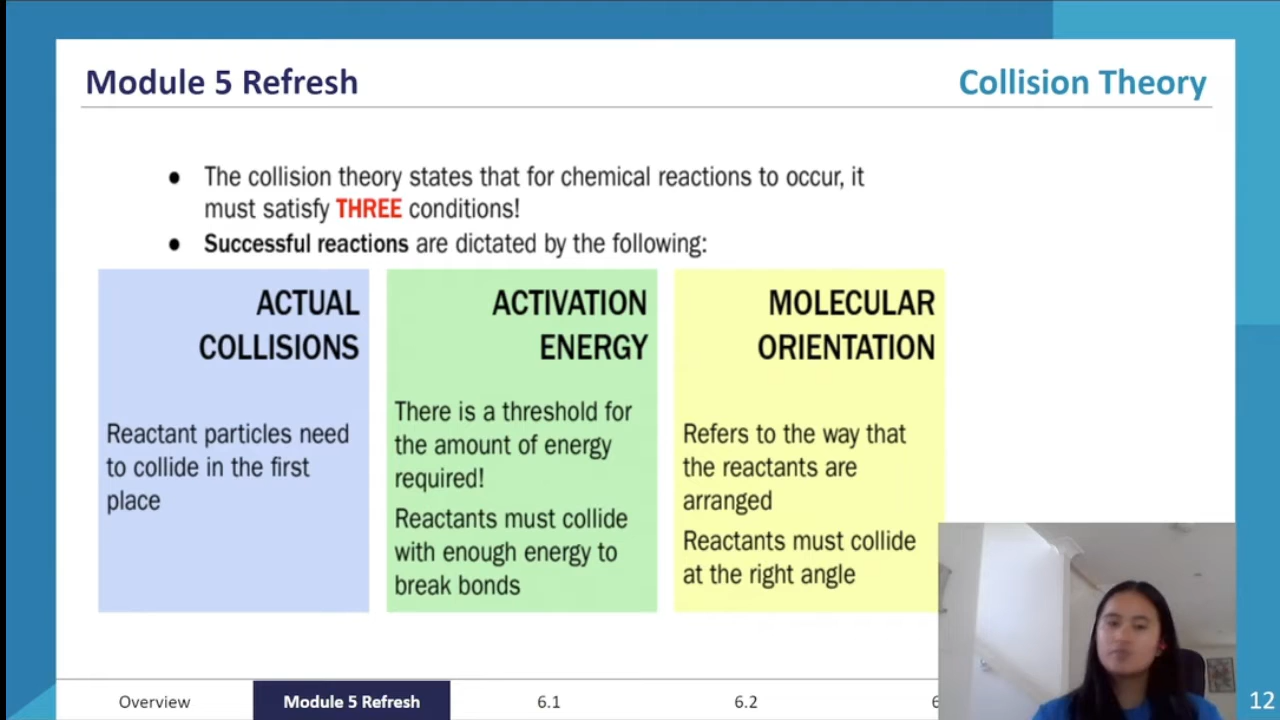 Module 5 Refresh
Collision Theory
● The collision theory states that for chemical reactions to occur, it
must satisfy THREE conditions!
● Successful reactions are dictated by the following:
ACTUAL
COLLISIONS
Reactant particles need
to collide in the first
place
ACTIVATION
ENERGY
There is a threshold for
the amount of energy
required!
Reactants must collide
with enough energy to
break bonds
MOLECULAR
ORIENTATION
Refers to the way that
the reactants are
arranged
Reactants must collide
at the right angle
Overview
Module 5 Refresh
6.1
6.2
12